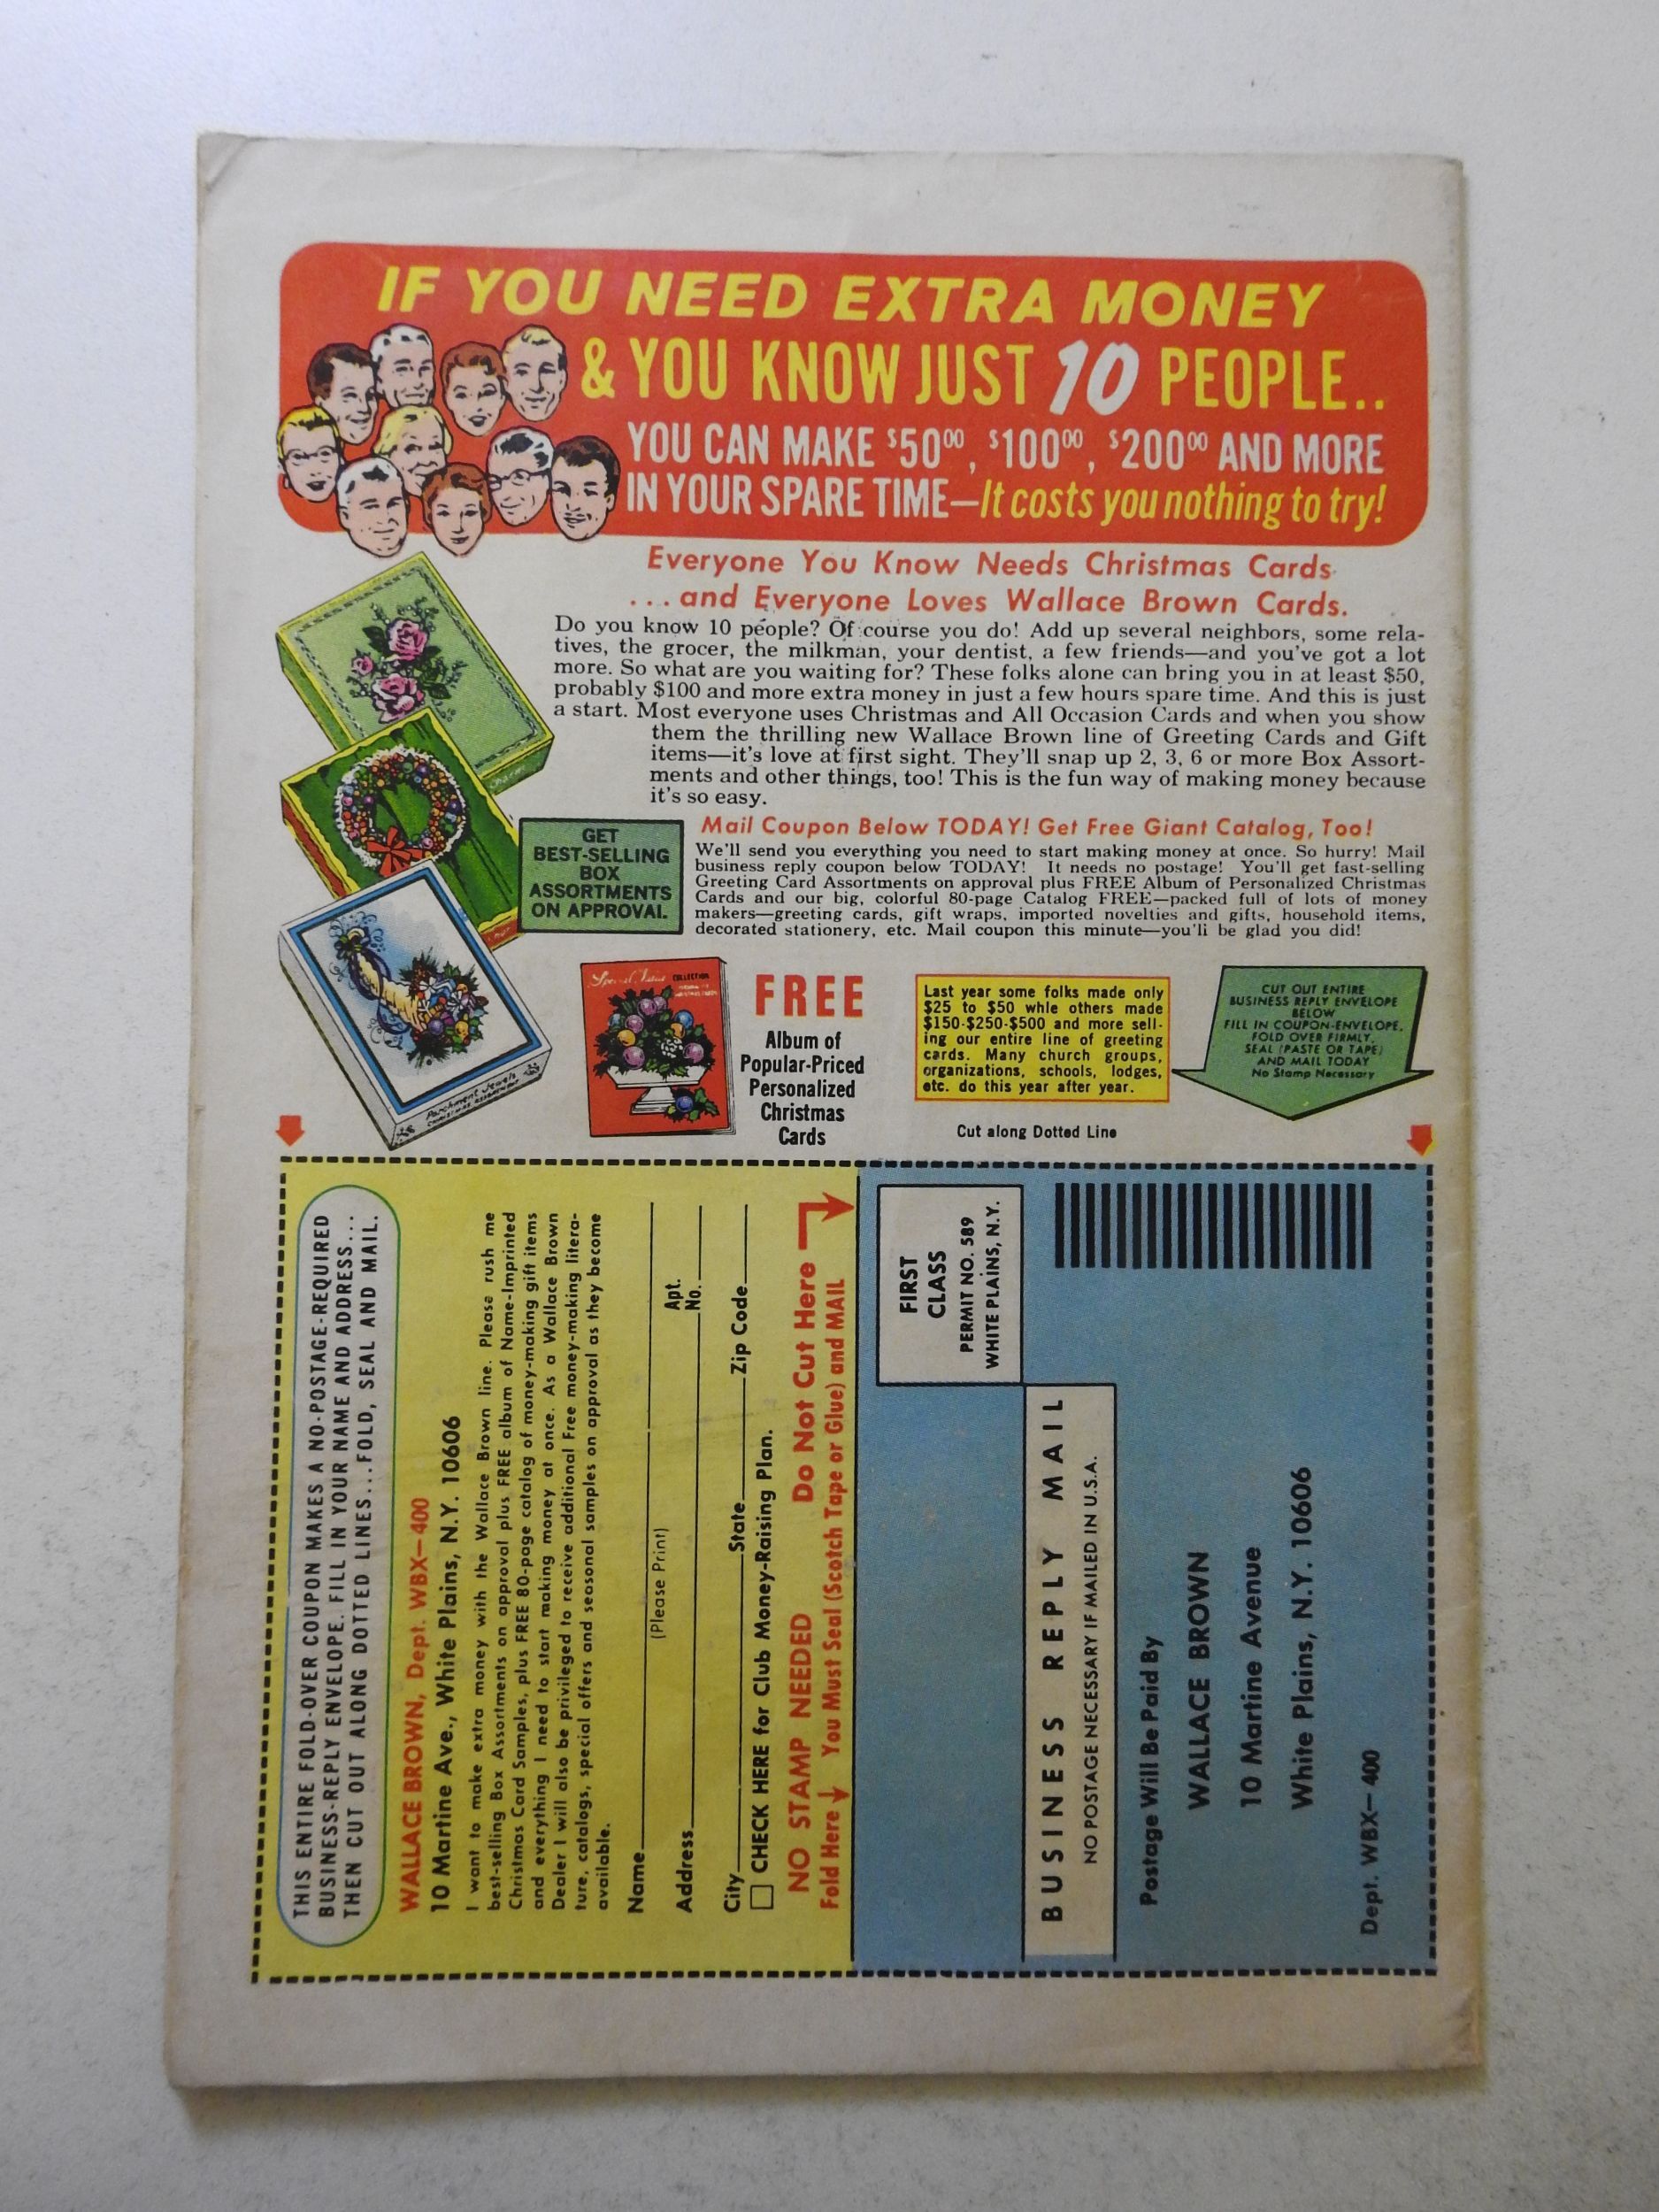 IF YOU NEED EXTRA MONEY
& YOU KNOW JUST 10 PEOPLE..
YOU CAN MAKE $50⁰⁰, $100⁰⁰, $200⁰⁰ AND MORE
IN YOUR SPARE TIME—It costs you nothing to try!
Everyone You Know Needs Christmas Cards
... and Everyone Loves Wallace Brown Cards.
Do you know 10 people? Of course you do! Add up several neighbors, some rela-
tives, the grocer, the milkman, your dentist, a few friends—and you've got a lot
more. So what are you waiting for? These folks alone can bring you in at least $50,
probably $100 and more extra money in just a few hours spare time. And this is just
a start. Most everyone uses Christmas and All Occasion Cards and when you show
them the thrilling new Wallace Brown line of Greeting Cards and Gift
items—it's love at first sight. They'll snap up 2, 3, 6 or more Box Assort-
ments and other things, too! This is the fun way of making money because
it's so easy.
GET
BEST-SELLING
BOX
ASSORTMENTS
ON APPROVAL
Mail Coupon Below TODAY! Get Free Giant Catalog, Too!
We'll send you everything you need to start making money at once. So hurry! Mail
business reply coupon below TODAY! It needs no postage! You'll get fast-selling
Greeting Card Assortments on approval plus FREE Album of Personalized Christmas
Cards and our big, colorful 80-page Catalog FREE—packed full of lots of money
makers—greeting cards, gift wraps, imported novelties and gifts, household items,
decorated stationery, etc. Mail coupon this minute—you'll be glad you did!
Parchment Jewels
Special Value COLLECTION
FREE
Album of
Popular-Priced
Personalized
Christmas
Cards
Last year some folks made only
$25 to $50 whle others made
$150-$250-$500 and more sell-
ing our entire line of greeting
cards. Many church groups,
organizations, schools, lodges,
etc. do this year after year.
CUT OUT ENTIRE
BUSINESS REPLY ENVELOPE
BELOW
FILL IN COUPON-ENVELOPE,
FOLD OVER FIRMLY,
SEAL (PASTE OR TAPE)
AND MAIL TODAY
No Stamp Necessary
Cut along Dotted Line
THIS ENTIRE FOLD-OVER COUPON MAKES A NO-POSTAGE-REQUIRED
BUSINESS-REPLY ENVELOPE. FILL IN YOUR NAME AND ADDRESS...
THEN CUT OUT ALONG DOTTED LINES...FOLD, SEAL AND MAIL.
WALLACE BROWN, Dept. WBX—400
10 Martine Ave., White Plains, N.Y. 10606
I want to make extra money with the Wallace Brown line. Please rush me
best-selling Box Assortments on approval plus FREE album of Name-Imprinted
Christmas Card Samples, plus FREE 80-page catalog of money-making gift items
and everything I need to start making money at once. As a Wallace Brown
Dealer I will also be privileged to receive additional Free money-making litera-
ture, catalogs, special offers and seasonal samples on approval as they become
available.
Name
(Please Print)
Address Apt. No.
City State Zip Code
CHECK HERE for Club Money-Raising Plan.
NO STAMP NEEDED Do Not Cut Here
Fold Here You Must Seal (Scotch Tape or Glue) and MAIL
FIRST
CLASS
PERMIT NO. 589
WHITE PLAINS, N.Y.
BUSINESS REPLY MAIL
NO POSTAGE NECESSARY IF MAILED IN U.S.A.
Postage Will Be Paid By
WALLACE BROWN
10 Martine Avenue
White Plains, N.Y. 10606
Dept. WBX—400